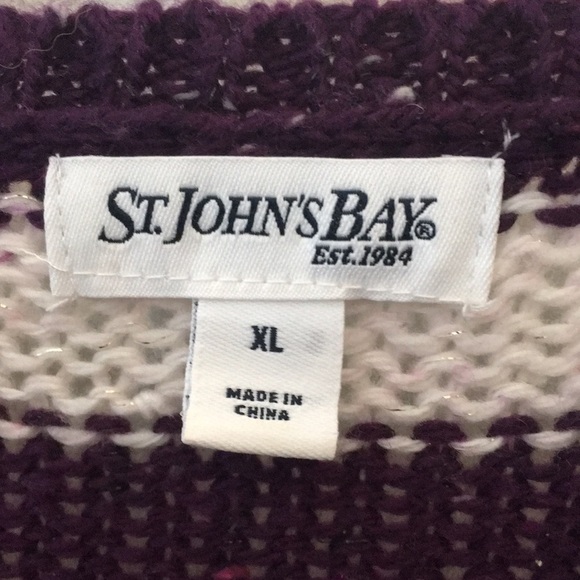 ST. JOHN'S BAY®
EST.1984
XL
MADE IN
CHINA